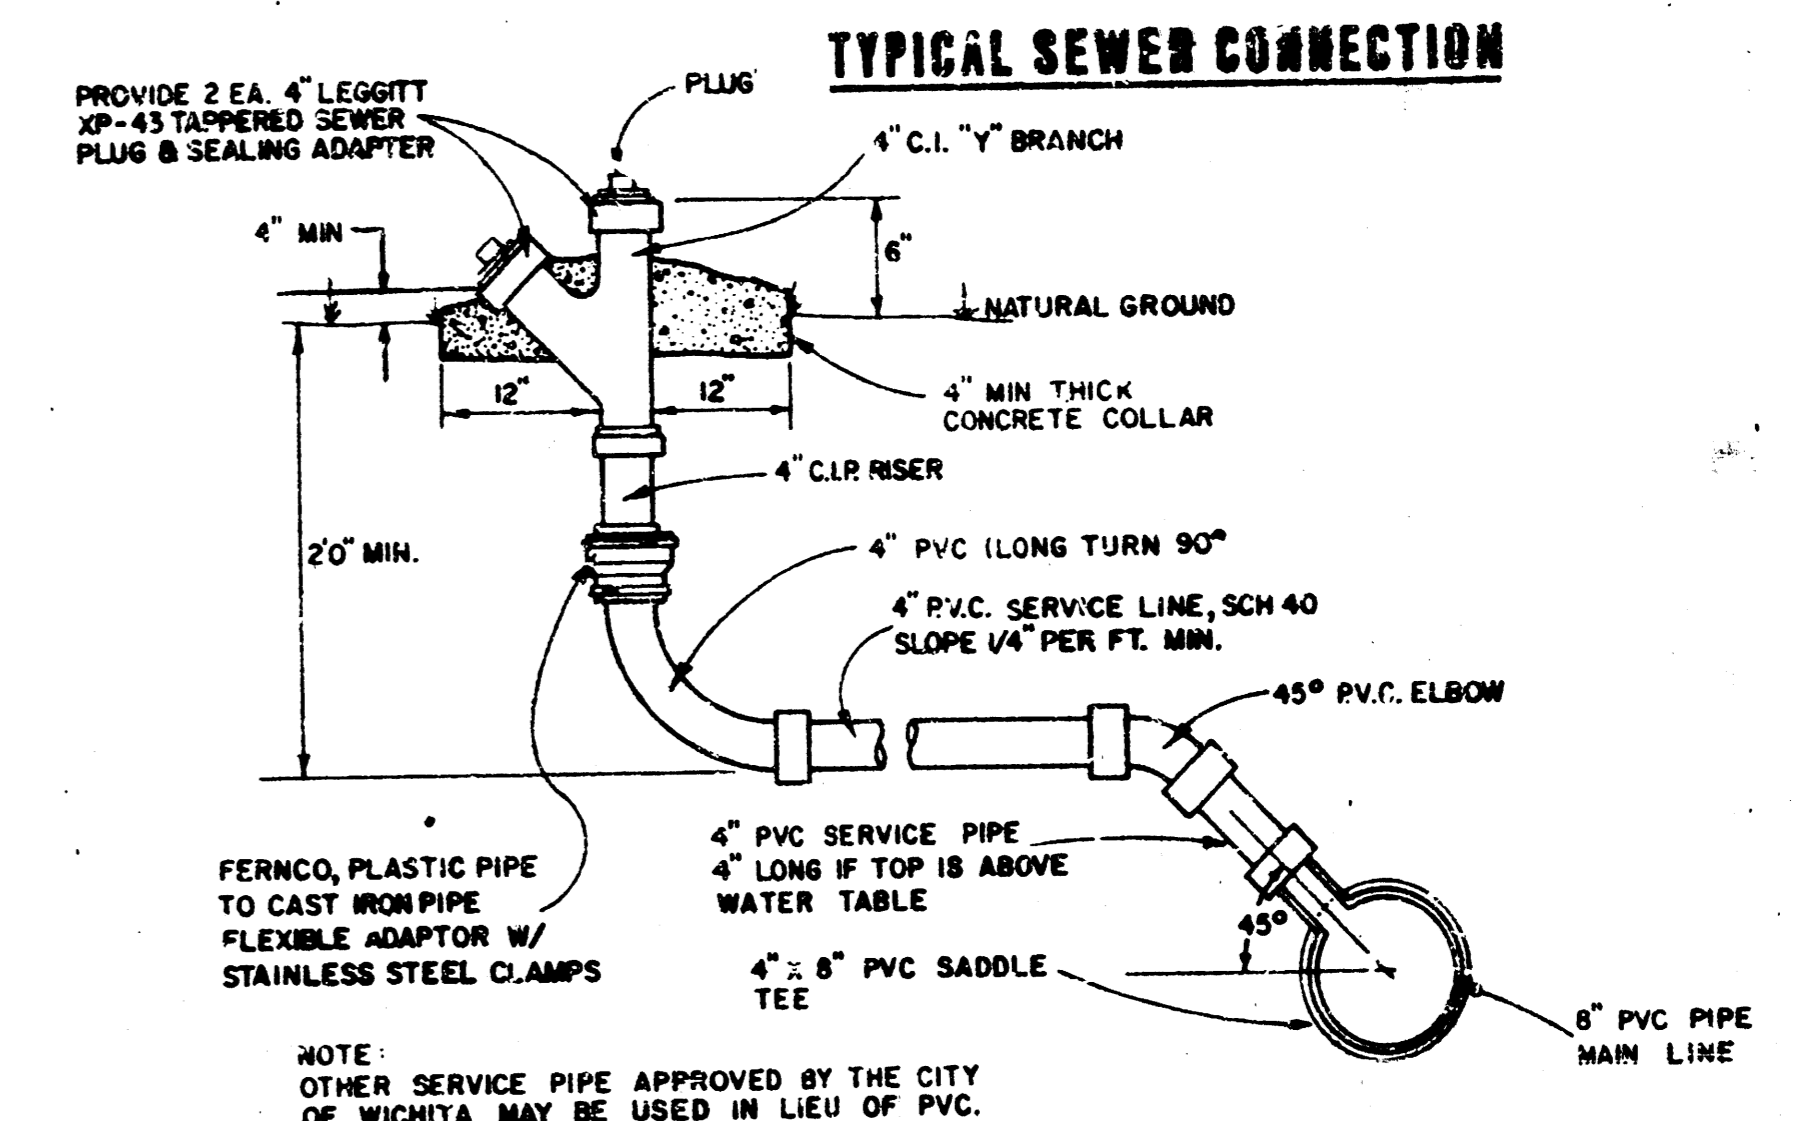 TYPICAL SEWER CONNECTION
PROVIDE 2 EA. 4" LEGGITT
XP-43 TAPPERED SEWER
PLUG & SEALING ADAPTER
PLUG
4" C.I. "Y" BRANCH
4" MIN
6"
NATURAL GROUND
12"
12"
4" MIN THICK
CONCRETE COLLAR
4" C.I.P. RISER
2'0" MIN.
4" PVC (LONG TURN 90°
4" P.V.C. SERVICE LINE, SCH 40
SLOPE 1/4" PER FT. MIN.
45° P.V.C. ELBOW
4" PVC SERVICE PIPE
4" LONG IF TOP IS ABOVE
WATER TABLE
FERNCO, PLASTIC PIPE
TO CAST IRON PIPE
FLEXIBLE ADAPTOR W/
STAINLESS STEEL CLAMPS
45°
4" x 8" PVC SADDLE
TEE
8" PVC PIPE
MAIN LINE
NOTE:
OTHER SERVICE PIPE APPROVED BY THE CITY
OF WICHITA MAY BE USED IN LIEU OF PVC.